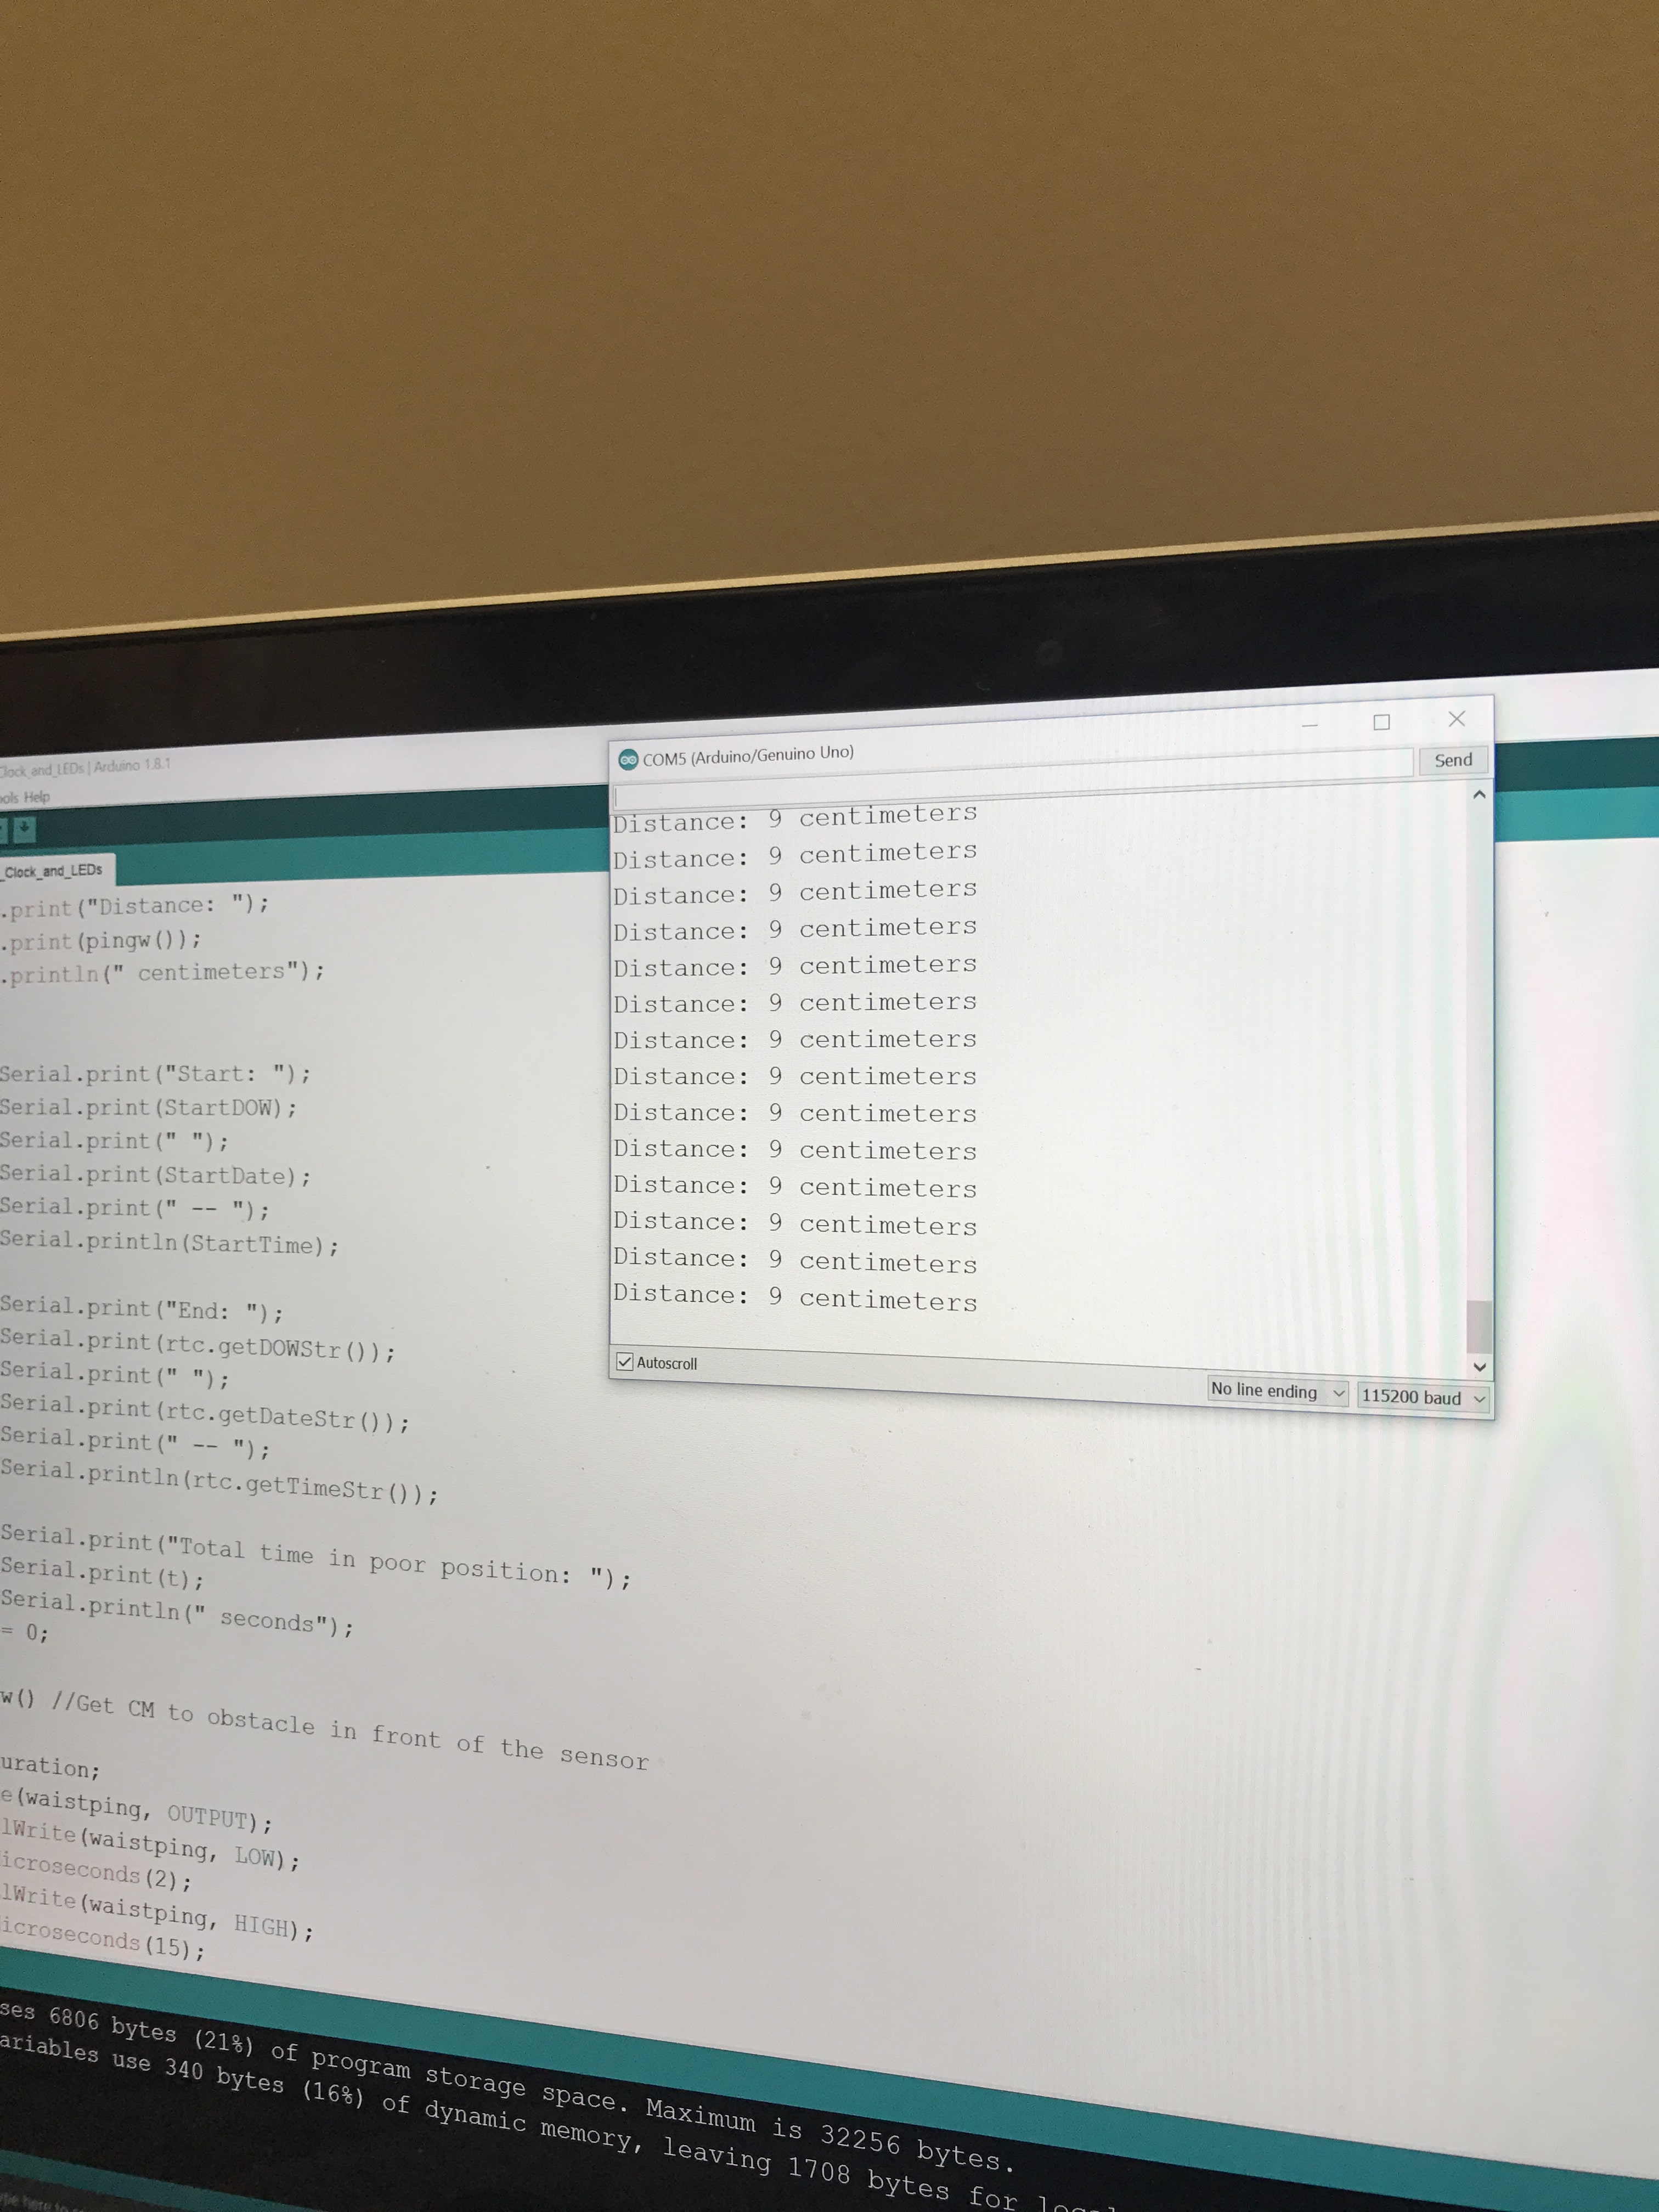 Clock_and_LEDs | Arduino 1.8.1
Help
_Clock_and_LEDs
.print("Distance: ");
.print(pingw());
.println(" centimeters");
Serial.print("Start: ");
Serial.print(StartDOW);
Serial.print(" ");
Serial.print(StartDate);
Serial.print(" -- ");
Serial.println(StartTime);
Serial.print("End: ");
Serial.print(rtc.getDOWStr());
Serial.print(" ");
Serial.print(rtc.getDateStr());
Serial.print(" -- ");
Serial.println(rtc.getTimeStr());
Serial.print("Total time in poor position: ");
Serial.print(t);
Serial.println(" seconds");
= 0;
w() //Get CM to obstacle in front of the sensor
uration;
e(waistping, OUTPUT);
lWrite(waistping, LOW);
icroseconds(2);
lWrite(waistping, HIGH);
icroseconds(15);
ses 6806 bytes (21%) of program storage space. Maximum is 32256 bytes.
ariables use 340 bytes (16%) of dynamic memory, leaving 1708 bytes for
COM5 (Arduino/Genuino Uno)
Send
Distance: 9 centimeters
Distance: 9 centimeters
Distance: 9 centimeters
Distance: 9 centimeters
Distance: 9 centimeters
Distance: 9 centimeters
Distance: 9 centimeters
Distance: 9 centimeters
Distance: 9 centimeters
Distance: 9 centimeters
Distance: 9 centimeters
Distance: 9 centimeters
Distance: 9 centimeters
Distance: 9 centimeters
Autoscroll
No line ending
115200 baud